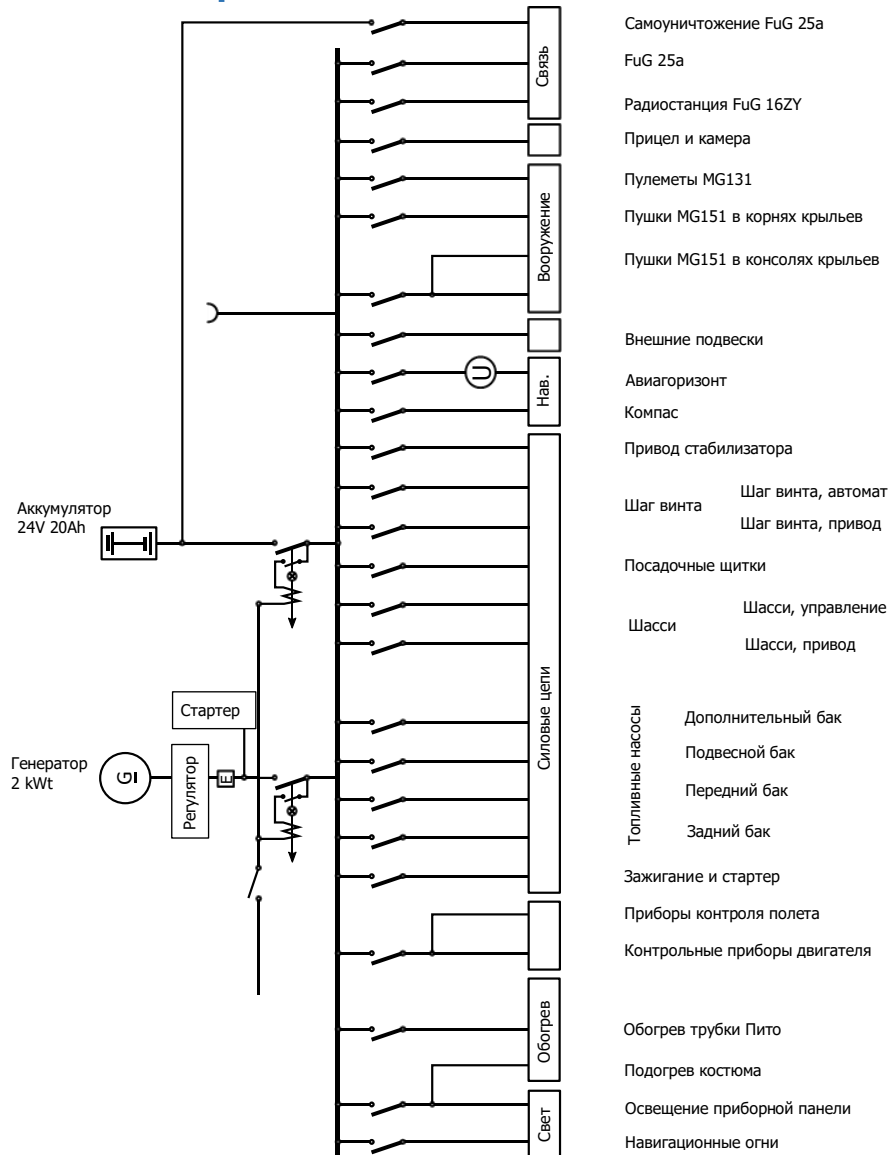 Самоуничтожение FuG 25a
FuG 25a
Связь
Радиостанция FuG 16ZY
Прицел и камера
Пулеметы MG131
Вооружение
Пушки MG151 в корнях крыльев
Пушки MG151 в консолях крыльев
Внешние подвески
U
Нав.
Авиагоризонт
Компас
Привод стабилизатора
Шаг винта
Шаг винта, автомат
Шаг винта, привод
Аккумулятор
24V 20Ah
Посадочные щитки
Шасси
Шасси, управление
Шасси, привод
Силовые цепи
Стартер
Генератор
2 kWt
G
Регулятор
E
Топливные насосы
Дополнительный бак
Подвесной бак
Передний бак
Задний бак
Зажигание и стартер
Приборы контроля полета
Контрольные приборы двигателя
Обогрев
Обогрев трубки Пито
Подогрев костюма
Свет
Освещение приборной панели
Навигационные огни